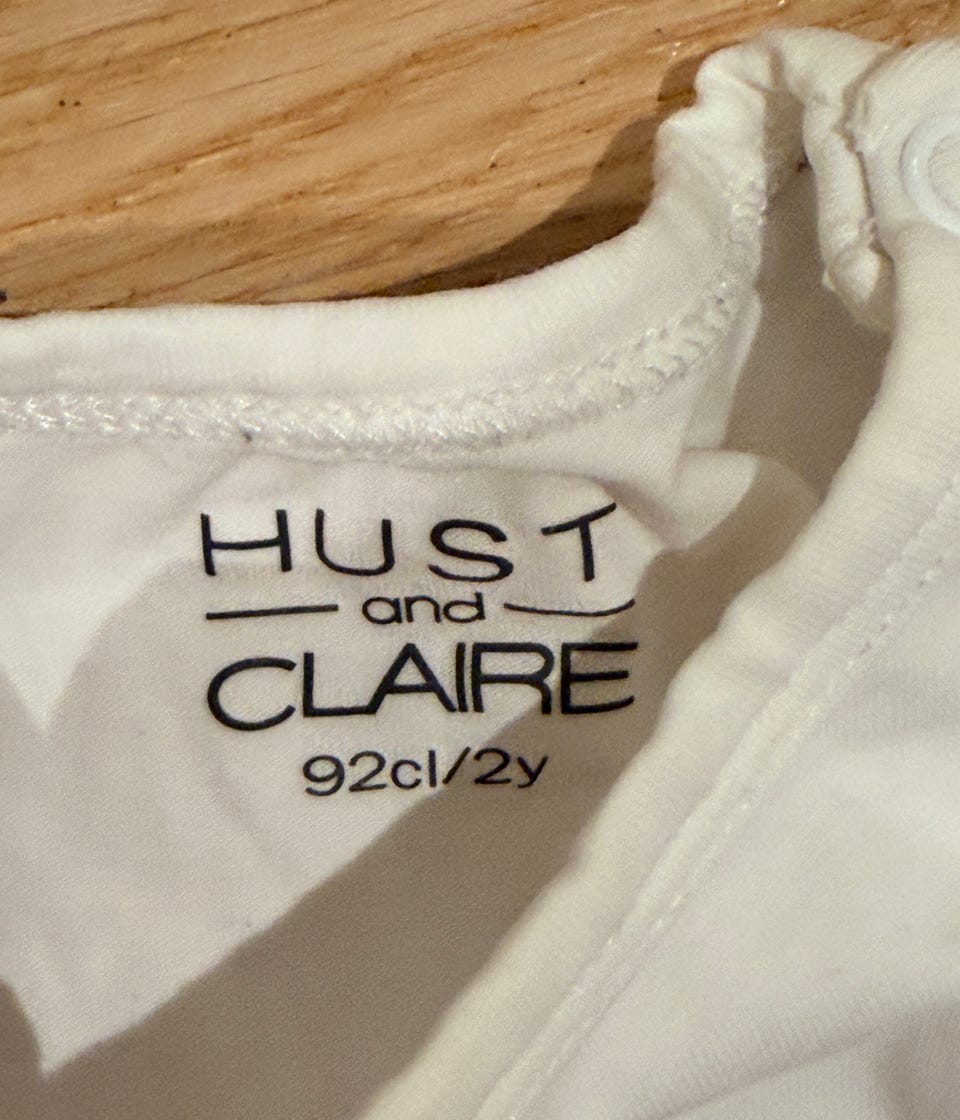 HUST
and
CLAIRE
92cl/2y